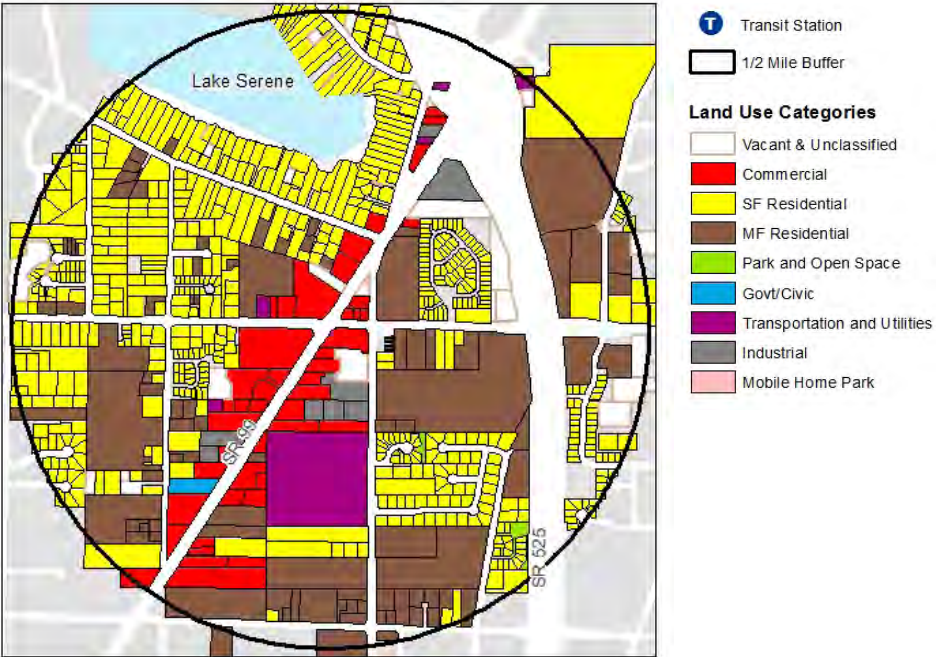 Lake Serene
SR 99
SR 525
T Transit Station
1/2 Mile Buffer
Land Use Categories
Vacant & Unclassified
Commercial
SF Residential
MF Residential
Park and Open Space
Govt/Civic
Transportation and Utilities
Industrial
Mobile Home Park